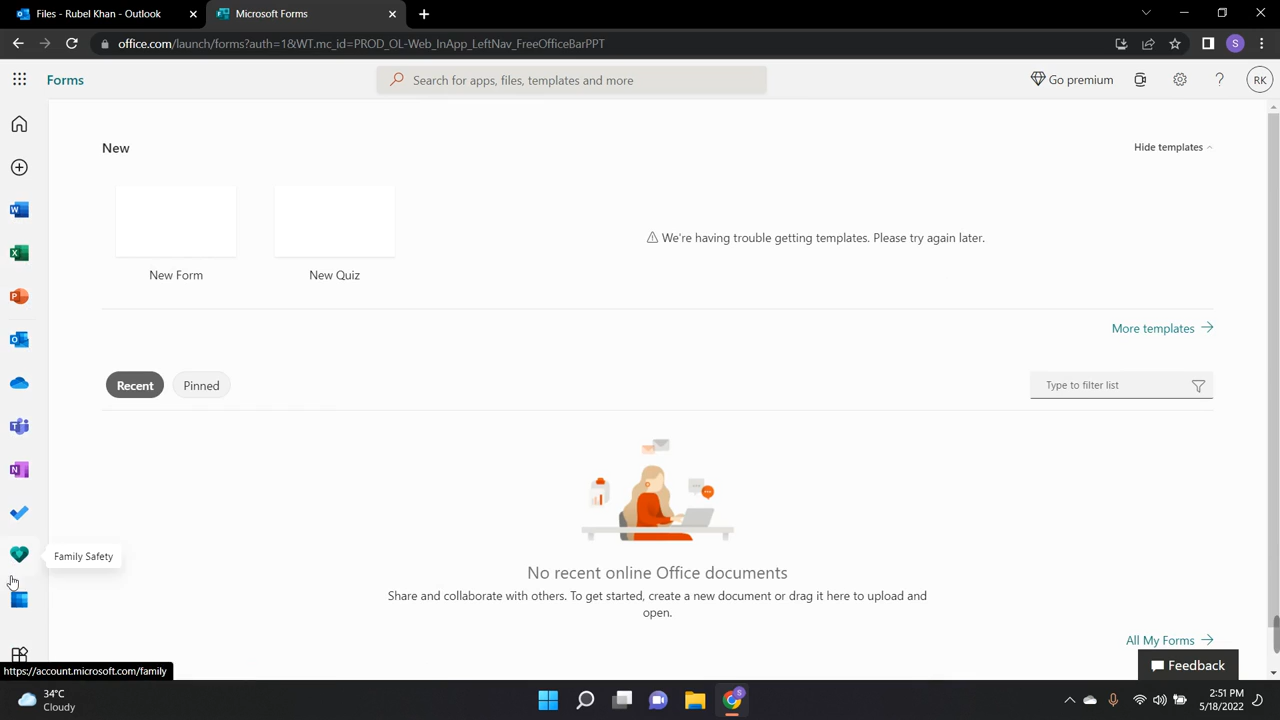 Files - Rubel Khan - Outlook
Microsoft Forms
office.com/launch/forms?auth=1&WT.mc_id=PROD_OL-Web_InApp_LeftNav_FreeOfficeBarPPT
S
Forms
Search for apps, files, templates and more
Go premium
?
RK
New
Hide templates
We're having trouble getting templates. Please try again later.
New Form
New Quiz
More templates
Recent
Pinned
Type to filter list
Family Safety
No recent online Office documents
Share and collaborate with others. To get started, create a new document or drag it here to upload and
open.
All My Forms
Feedback
https://account.microsoft.com/family
34°C
Cloudy
2:51 PM
5/18/2022